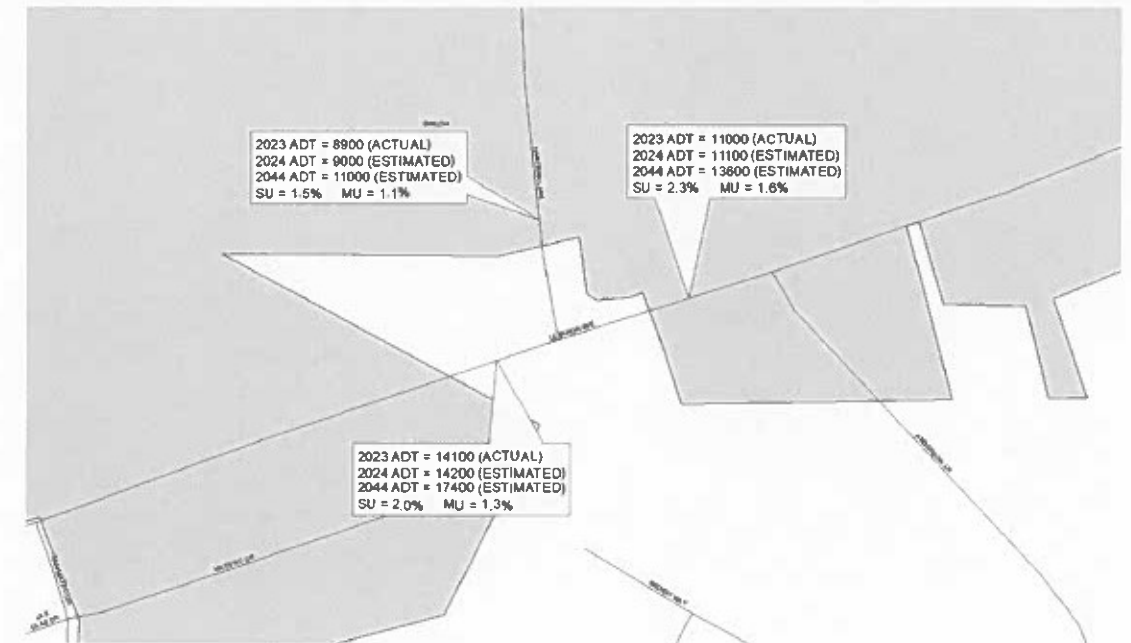 2023 ADT = 8900 (ACTUAL)
2024 ADT = 9000 (ESTIMATED)
2044 ADT = 11000 (ESTIMATED)
SU = 1.5% MU = 1.1%
2023 ADT = 11000 (ACTUAL)
2024 ADT = 11100 (ESTIMATED)
2044 ADT = 13600 (ESTIMATED)
SU = 2.3% MU = 1.6%
2023 ADT = 14100 (ACTUAL)
2024 ADT = 14200 (ESTIMATED)
2044 ADT = 17400 (ESTIMATED)
SU = 2.0% MU = 1.3%